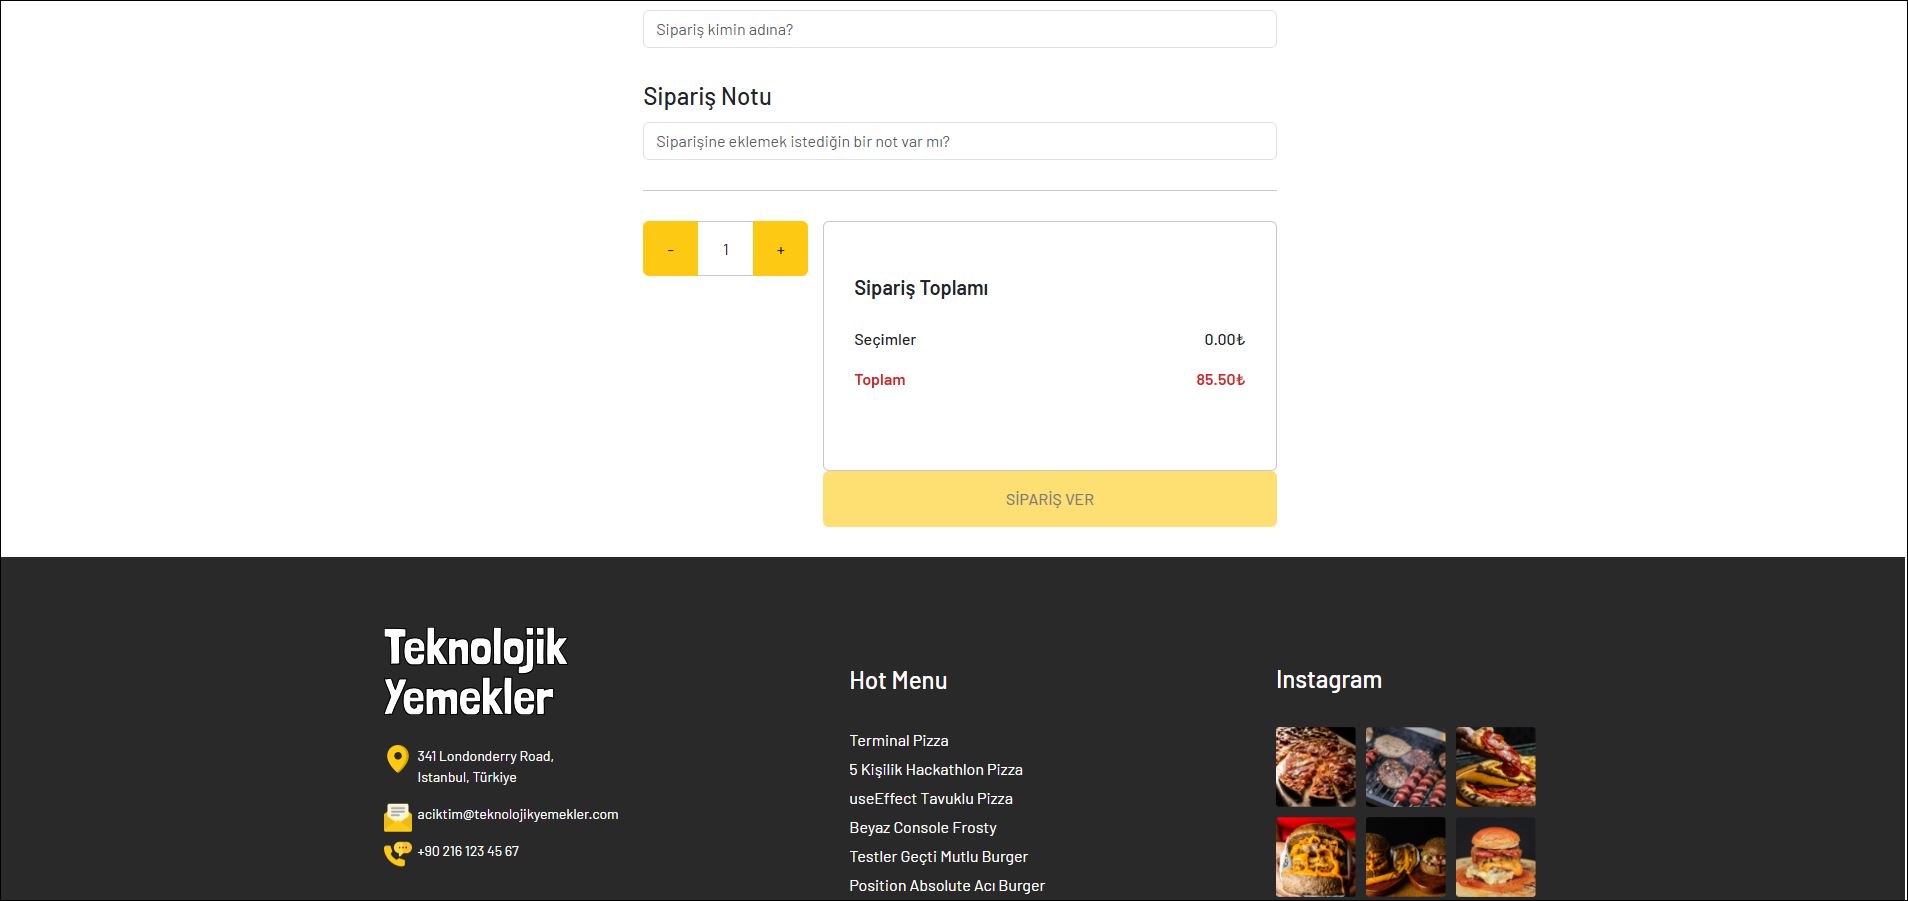 Sipariş kimin adına?
Sipariş Notu
Siparişine eklemek istediğin bir not var mı?
- 1 +
Sipariş Toplamı
Seçimler 0.00₺
Toplam 85.50₺
SİPARİŞ VER
Teknolojik
Yemekler
341 Londonderry Road,
Istanbul, Türkiye
aciktim@teknolojikyemekler.com
+90 216 123 45 67
Hot Menu
Terminal Pizza
5 Kişilik Hackathlon Pizza
useEffect Tavuklu Pizza
Beyaz Console Frosty
Testler Geçti Mutlu Burger
Position Absolute Acı Burger
Instagram